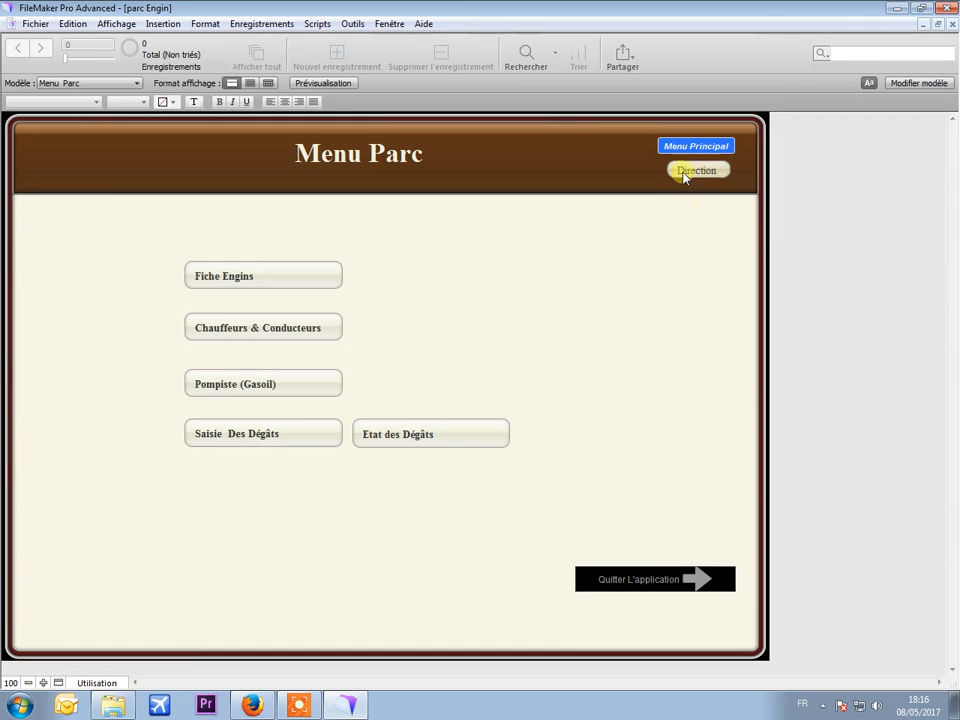 FileMaker Pro Advanced - [parc Engin]
Fichier Edition Affichage Insertion Format Enregistrements Scripts Outils Fenêtre Aide
0
0
Total (Non triés)
Enregistrements
Afficher tout
Nouvel enregistrement
Supprimer l'enregistrement
Rechercher
Trier
Partager
Modèle: Menu Parc
Format affichage:
Prévisualisation
Aa
Modifier modèle
T B I U
Menu Parc
Menu Principal
Direction
Fiche Engins
Chauffeurs & Conducteurs
Pompiste (Gasoil)
Saisie Des Dégâts
Etat des Dégâts
Quitter L'application
100
Utilisation
Pr
FR
18:16
08/05/2017